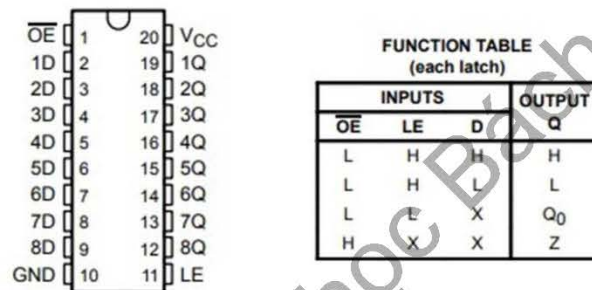 OE 1 20 VCC
1D 2 19 1Q
2D 3 18 2Q
3D 4 17 3Q
4D 5 16 4Q
5D 6 15 5Q
6D 7 14 6Q
7D 8 13 7Q
8D 9 12 8Q
GND 10 11 LE
FUNCTION TABLE
(each latch)
INPUTS OUTPUT
OE LE D Q
L H H H
L H L L
L L X Q0
H X X Z
học Bách